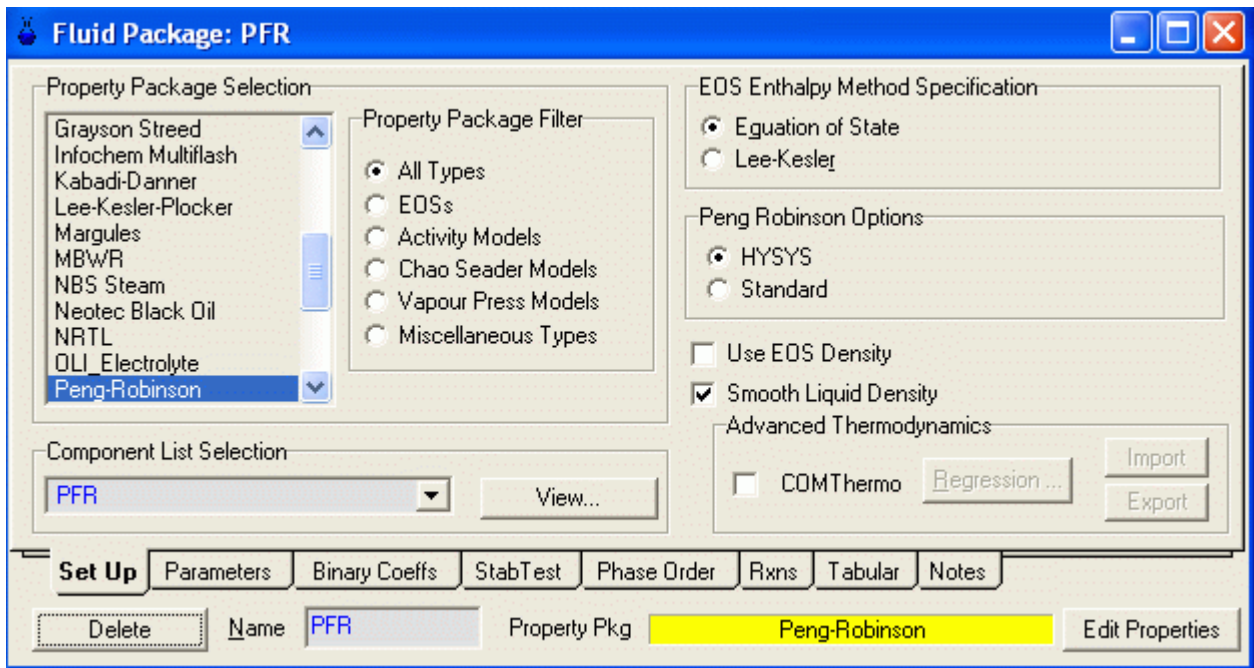 Fluid Package: PFR
Property Package Selection
Grayson Streed
Infochem Multiflash
Kabadi-Danner
Lee-Kesler-Plocker
Margules
MBWR
NBS Steam
Neotec Black Oil
NRTL
OLI_Electrolyte
Peng-Robinson
Property Package Filter
All Types
EOSs
Activity Models
Chao Seader Models
Vapour Press Models
Miscellaneous Types
Component List Selection
PFR
View...
EOS Enthalpy Method Specification
Equation of State
Lee-Kesler
Peng Robinson Options
HYSYS
Standard
Use EOS Density
Smooth Liquid Density
Advanced Thermodynamics
COMThermo
Regression ...
Import
Export
Set Up Parameters Binary Coeffs StabTest Phase Order Rxns Tabular Notes
Delete Name PFR Property Pkg Peng-Robinson Edit Properties